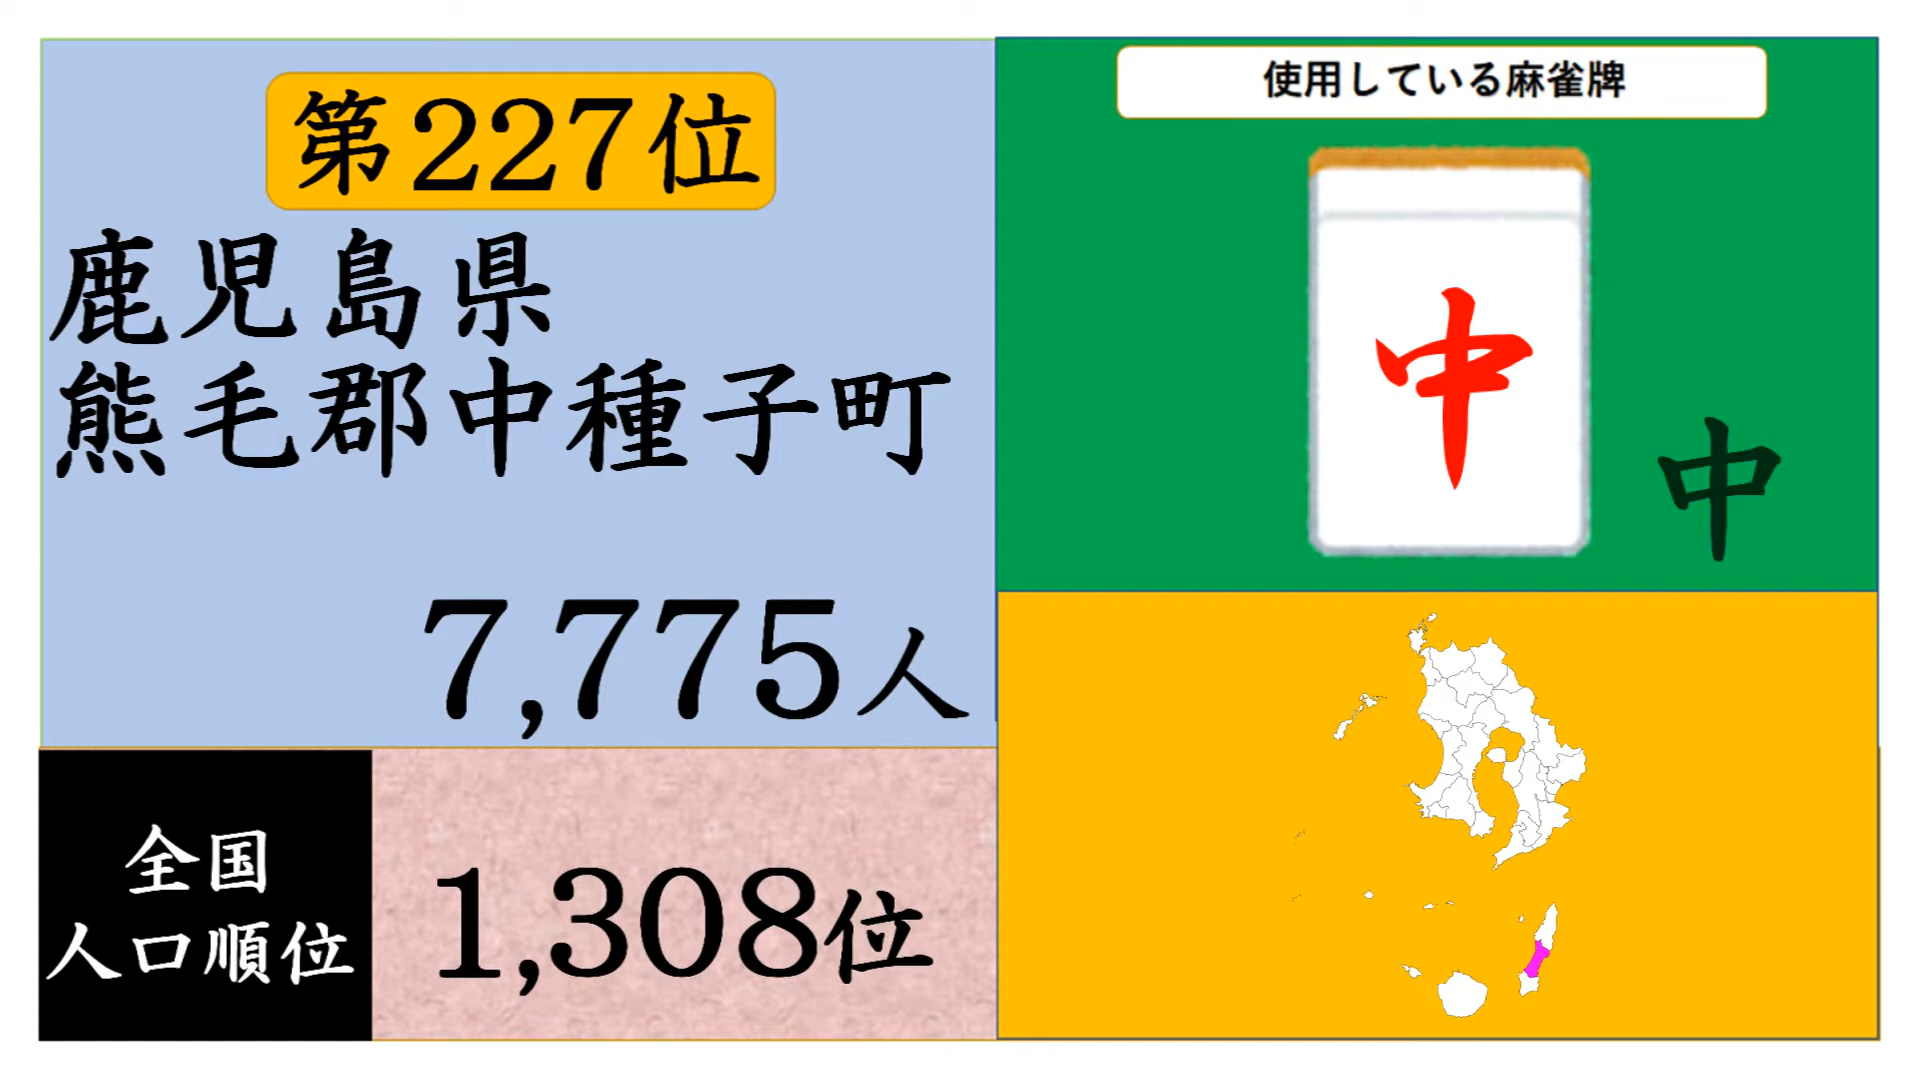 第227位
鹿児島県
熊毛郡中種子町
7,775人
全国
人口順位
1,308位
使用している麻雀牌
中
中